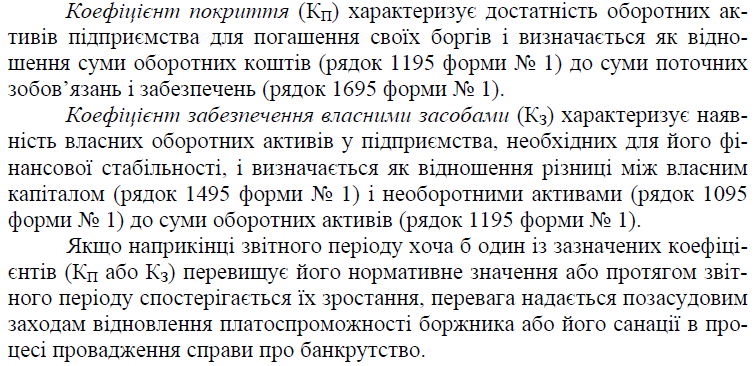 Коефіцієнт покриття (КП) характеризує достатність оборотних ак-
тивів підприємства для погашення своїх боргів і визначається як відно-
шення суми оборотних коштів (рядок 1195 форми № 1) до суми поточних
зобов’язань і забезпечень (рядок 1695 форми № 1).
Коефіцієнт забезпечення власними засобами (КЗ) характеризує наяв-
ність власних оборотних активів у підприємства, необхідних для його фі-
нансової стабільності, і визначається як відношення різниці між власним
капіталом (рядок 1495 форми № 1) і необоротними активами (рядок 1095
форми № 1) до суми оборотних активів (рядок 1195 форми № 1).
Якщо наприкінці звітного періоду хоча б один із зазначених коефіці-
єнтів (КП або КЗ) перевищує його нормативне значення або протягом звіт-
ного періоду спостерігається їх зростання, перевага надається позасудовим
заходам відновлення платоспроможності боржника або його санації в про-
цесі провадження справи про банкрутство.